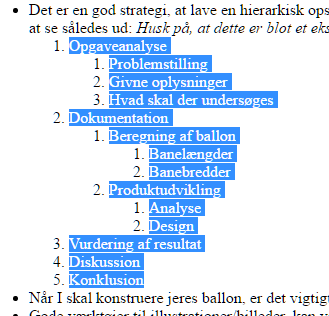 • Det er en god strategi, at lave en hierarkisk ops
at se således ud: Husk på, at dette er blot et eks
1. Opgaveanalyse
1. Problemstilling
2. Givne oplysninger
3. Hvad skal der undersøges
2. Dokumentation
1. Beregning af ballon
1. Banelængder
2. Banebredder
2. Produktudvikling
1. Analyse
2. Design
3. Vurdering af resultat
4. Diskussion
5. Konklusion
• Når I skal konstruere jeres ballon, er det vigtigt
• Gode værktøjer til illustrationer/billeder, kan v